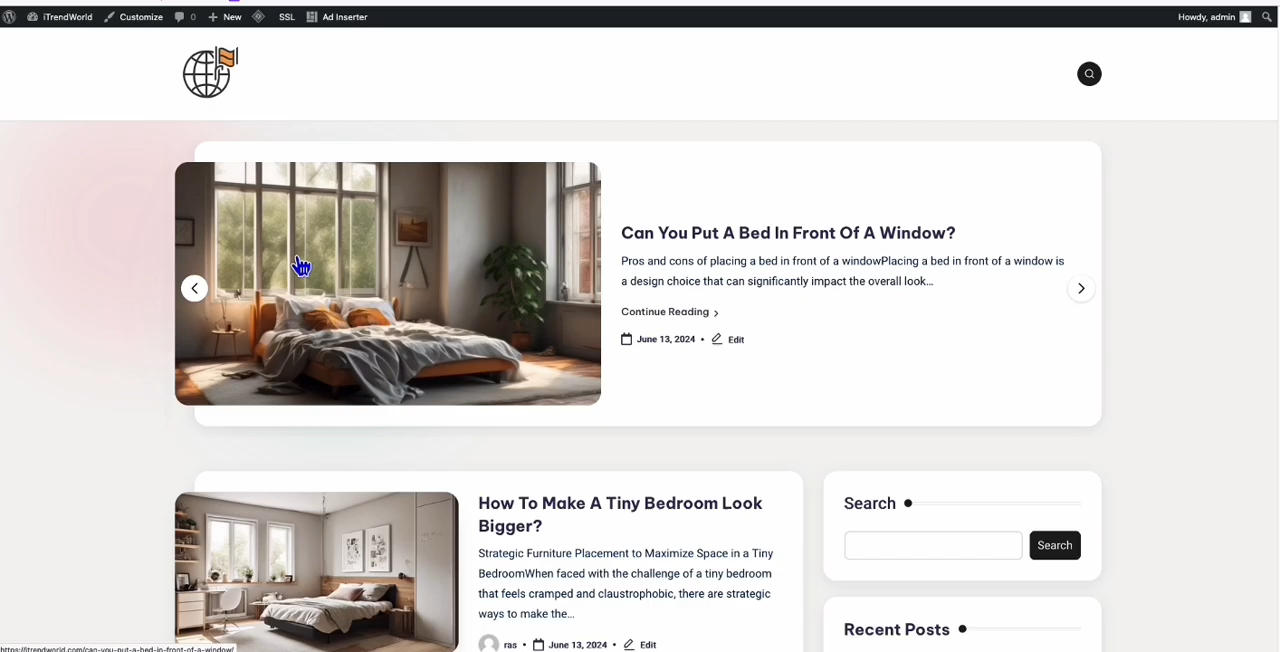 iTrendWorld Customize 0 New SSL Ad Inserter Howdy, admin
Can You Put A Bed In Front Of A Window?
Pros and cons of placing a bed in front of a windowPlacing a bed in front of a window is
a design choice that can significantly impact the overall look…
Continue Reading
June 13, 2024 • Edit
How To Make A Tiny Bedroom Look
Bigger?
Strategic Furniture Placement to Maximize Space in a Tiny
BedroomWhen faced with the challenge of a tiny bedroom
that feels cramped and claustrophobic, there are strategic
ways to make the…
ras • June 13, 2024 • Edit
Search
Search
Recent Posts
https://itrendworld.com/can-you-put-a-bed-in-front-of-a-window/